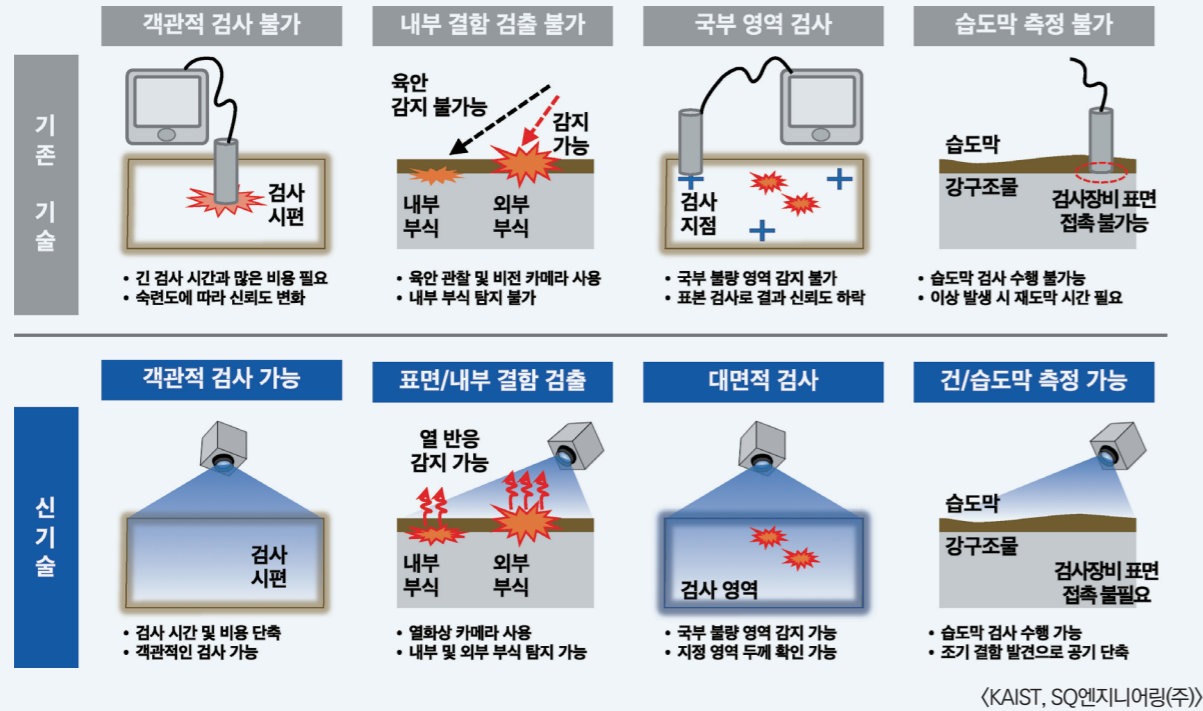 객관적 검사 불가
내부 결함 검출 불가
국부 영역 검사
습도막 측정 불가
기존 기술
검사
시편
육안
감지 불가능
감지
가능
내부
부식
외부
부식
검사
지점
습도막
강구조물
검사장비 표면
접촉 불가능
• 긴 검사 시간과 많은 비용 필요
• 숙련도에 따라 신뢰도 변화
• 육안 관찰 및 비전 카메라 사용
• 내부 부식 탐지 불가
• 국부 불량 영역 감지 불가
• 표본 검사로 결과 신뢰도 하락
• 습도막 검사 수행 불가능
• 이상 발생 시 재도막 시간 필요
객관적 검사 가능
표면/내부 결함 검출
대면적 검사
건/습도막 측정 가능
신기술
검사
시편
열 반응
감지 가능
내부
부식
외부
부식
검사 영역
습도막
강구조물
검사장비 표면
접촉 불필요
• 검사 시간 및 비용 단축
• 객관적인 검사 가능
• 열화상 카메라 사용
• 내부 및 외부 부식 탐지 가능
• 국부 불량 영역 감지 가능
• 지정 영역 두께 확인 가능
• 습도막 검사 수행 가능
• 조기 결함 발견으로 공기 단축
〈KAIST, SQ엔지니어링(주)〉